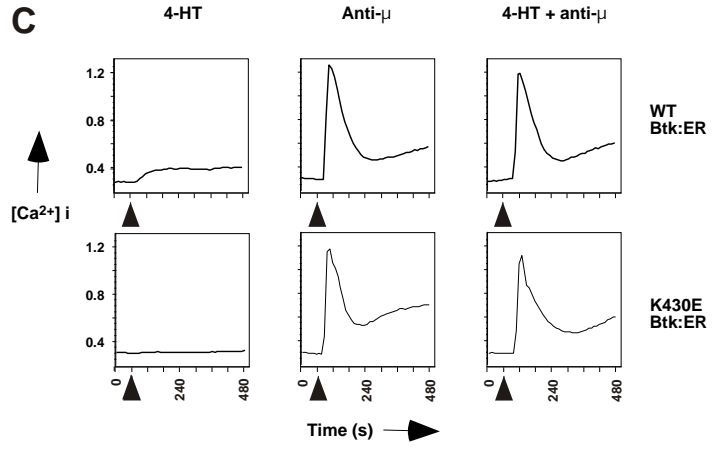 C
4-HT
Anti-μ
4-HT + anti-μ
1.2
0.8
0.4
WT
Btk:ER
[Ca2+] i
1.2
0.8
0.4
K430E
Btk:ER
0 240 480
0 240 480
0 240 480
Time (s)